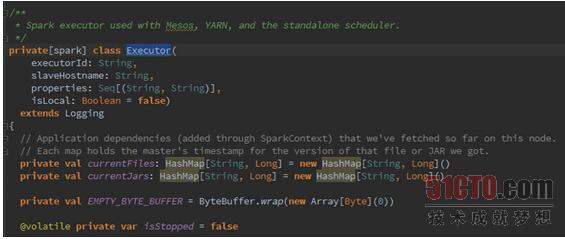 /**
 * Spark executor used with Mesos, YARN, and the standalone scheduler.
 */
private[spark] class Executor(
    executorId: String,
    slaveHostname: String,
    properties: Seq[(String, String)],
    isLocal: Boolean = false)
  extends Logging
{
  // Application dependencies (added through SparkContext) that we've fetched so far on this node.
  // Each map holds the master's timestamp for the version of that file or JAR we got.
  private val currentFiles: HashMap[String, Long] = new HashMap[String, Long]()
  private val currentJars: HashMap[String, Long] = new HashMap[String, Long]()
  private val EMPTY_BYTE_BUFFER = ByteBuffer.wrap(new Array[Byte](0))
  @volatile private var isStopped = false
51CTO.com
技术成就梦想